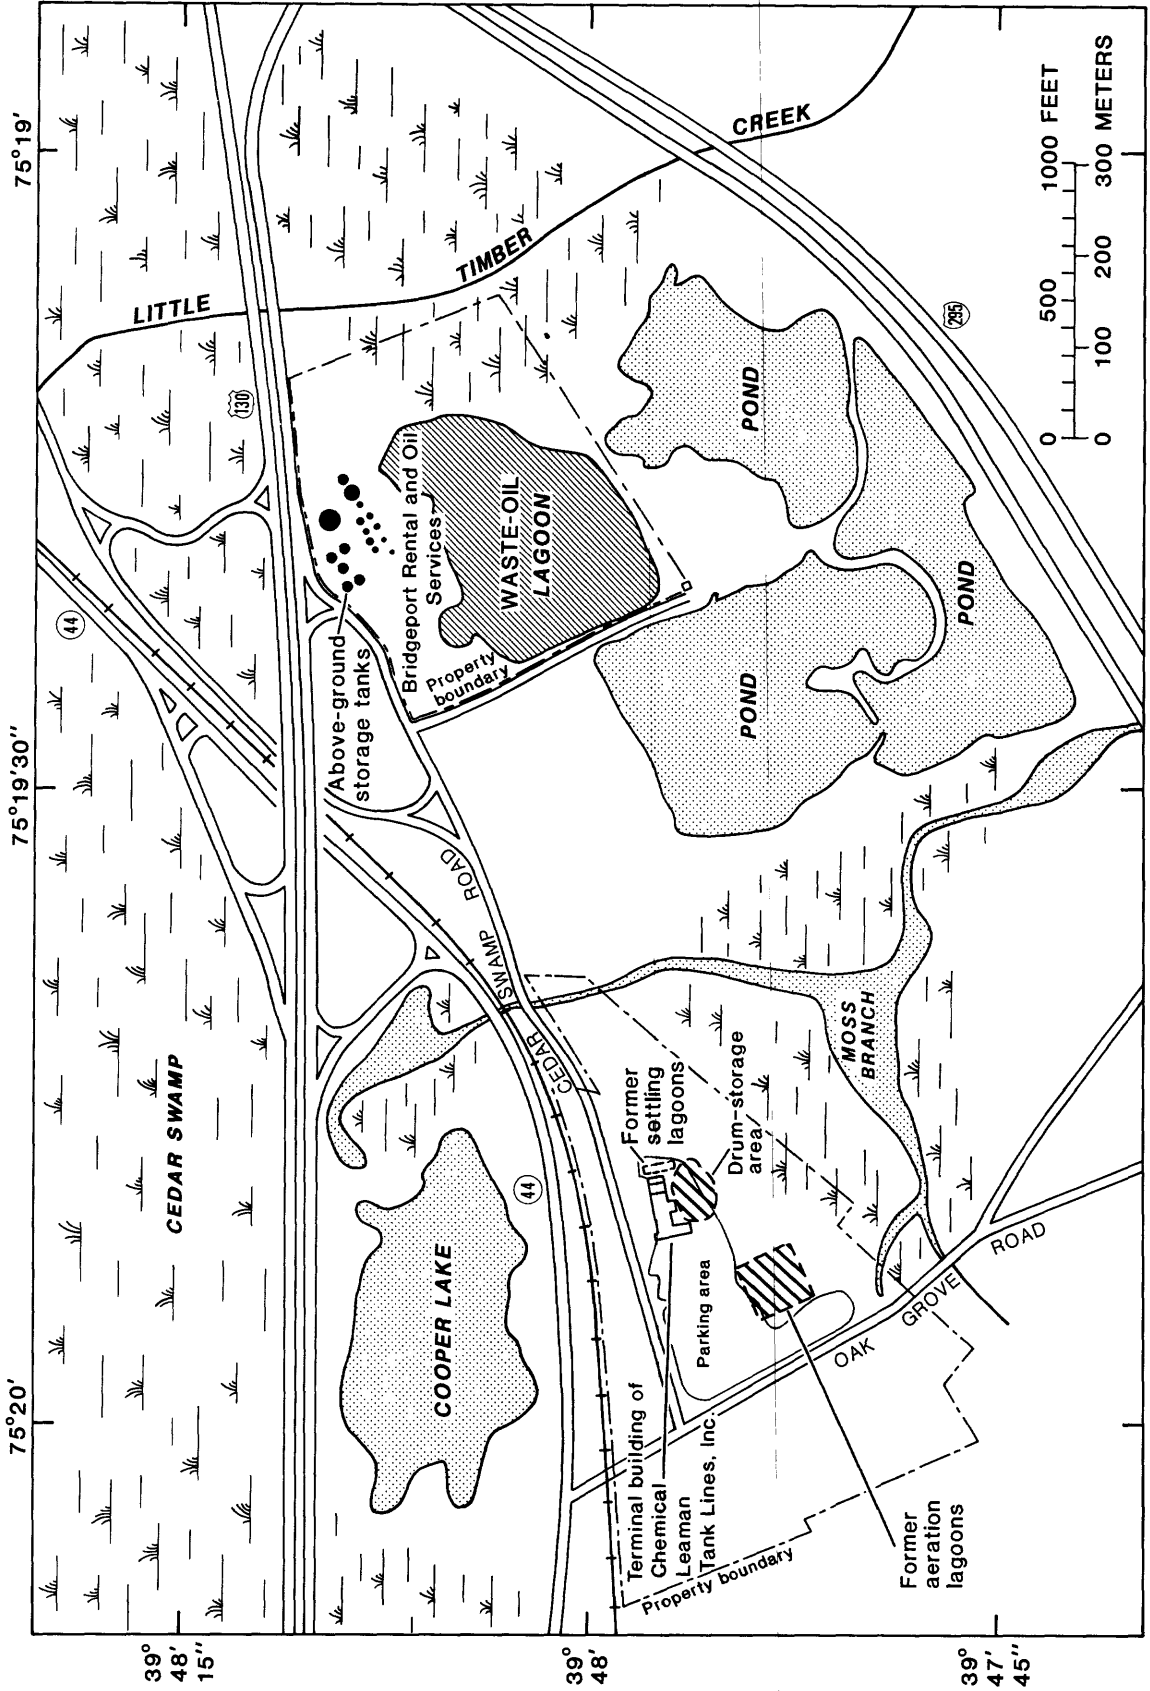 75°20'
75°19'30"
75°19'
39°
48'
15"
39°
48'
39°
47'
45"
CEDAR SWAMP
LITTLE
TIMBER
CREEK
130
44
44
295
COOPER LAKE
Above-ground
storage tanks
Bridgeport Rental and Oil
Services
WASTE-OIL
LAGOON
Property
boundary
CEDAR
SWAMP
ROAD
POND
POND
POND
MOSS
BRANCH
Former
settling
lagoons
Drum-storage
area
Parking area
Terminal building of
Chemical
Leaman
Tank Lines, Inc.
Property boundary
Former
aeration
lagoons
OAK
GROVE
ROAD
0 500 1000 FEET
0 100 200 300 METERS